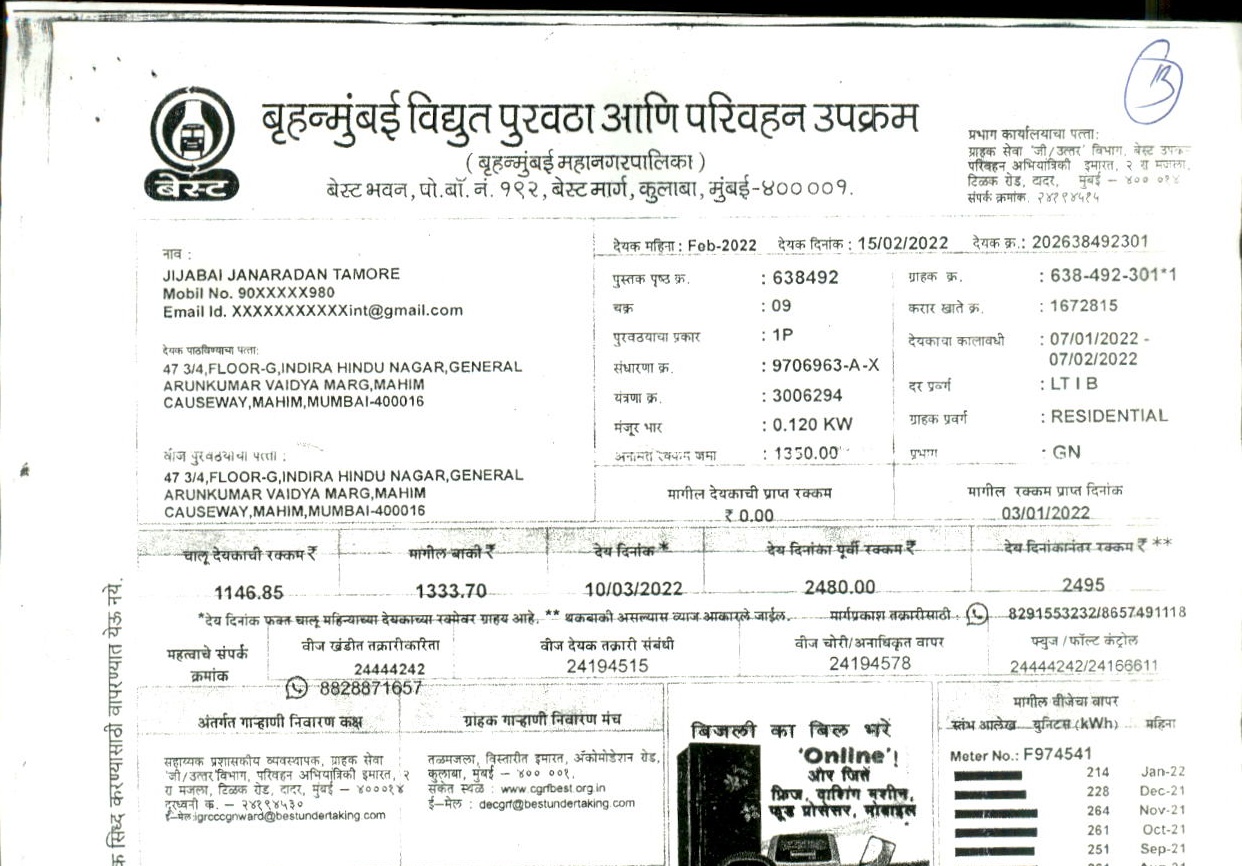 13
बृहन्मुंबई विद्युत पुरवठा आणि परिवहन उपक्रम
( बृहन्मुंबई महानगरपालिका )
बेस्ट भवन, पो.बॉ. नं. १९२, बेस्ट मार्ग, कुलाबा, मुंबई-४०० ००१.
बेस्ट
प्रभाग कार्यालयाचा पत्ता:
ग्राहक सेवा 'जी/उत्तर' विभाग, बेस्ट उपक्रम
परिवहन अभियांत्रिकी इमारत, २ रा मजला,
टिळक रोड, दादर, मुंबई – ४०० ०१४
संपर्क क्रमांक. २४१९४५१५
नाव :
JIJABAI JANARADAN TAMORE
Mobil No. 90XXXXX980
Email Id. XXXXXXXXXXXint@gmail.com
देयक पाठविण्याचा पत्ता:
47 3/4,FLOOR-G,INDIRA HINDU NAGAR,GENERAL
ARUNKUMAR VAIDYA MARG,MAHIM
CAUSEWAY,MAHIM,MUMBAI-400016
वीज पुरवठयाचा पत्ता :
47 3/4,FLOOR-G,INDIRA HINDU NAGAR,GENERAL
ARUNKUMAR VAIDYA MARG,MAHIM
CAUSEWAY,MAHIM,MUMBAI-400016
देयक महिना : Feb-2022 देयक दिनांक : 15/02/2022 देयक क्र.: 202638492301
पुस्तक पृष्ठ क्र. : 638492
चक्र : 09
पुरवठयाचा प्रकार : 1P
संधारणा क्र. : 9706963-A-X
यंत्रणा क्र. : 3006294
मंजूर भार : 0.120 KW
अनामत रक्कम जमा : 1350.00
ग्राहक क्र. : 638-492-301*1
करार खाते क्र. : 1672815
देयकाचा कालावधी : 07/01/2022 -
07/02/2022
दर प्रवर्ग : LT I B
ग्राहक प्रवर्ग : RESIDENTIAL
प्रभाग : GN
मागील देयकाची प्राप्त रक्कम
₹ 0.00
मागील रक्कम प्राप्त दिनांक
03/01/2022
चालू देयकाची रक्कम ₹ मागील बाकी ₹ देय दिनांक * देय दिनांका पूर्वी रक्कम ₹ देय दिनांकानंतर रक्कम ₹ **
1146.85 1333.70 10/03/2022 2480.00 2495
*देय दिनांक फक्त चालू महिन्याच्या देयकाच्या रकमेवर ग्राहय आहे. ** थकबाकी असल्यास व्याज आकारले जाईल. मार्गप्रकाश तक्रारीसाठी. 8291553232/8657491118
महत्वाचे संपर्क
क्रमांक
वीज खंडीत तक्रारीकरिता
24444242
8828871657
वीज देयक तक्रारी संबंधी
24194515
वीज चोरी/अनाधिकृत वापर
24194578
फ्युज / फॉल्ट कंट्रोल
24444242/24166611
अंतर्गत गाऱ्हाणी निवारण कक्ष
सहाय्यक प्रशासकीय व्यवस्थापक, ग्राहक सेवा
'जी/उत्तर'विभाग, परिवहन अभियांत्रिकी इमारत, २
रा मजला, टिळक रोड, दादर, मुंबई – ४०००१४
दूरध्वनी क. – २४१९४५३०
ई–मेल:igrcccgnward@bestundertaking.com
ग्राहक गाऱ्हाणी निवारण मंच
तळमजला, विस्तारीत इमारत, ॲकोमोडेशन रोड,
कुलाबा, मुंबई – ४०० ००१.
संकेत स्थळ : www.cgrfbest.org.in
ई–मेल : decgrf@bestundertaking.com
बिजली का बिल भरें
'Online'!
और जितें
फ्रिज, वाशिंग मशीन,
फूड प्रोसेसर, मोबाइल
मागील वीजेचा वापर
स्तंभ आलेख युनिटस (kWh) महिना
Meter No.: F974541
214 Jan-22
228 Dec-21
264 Nov-21
261 Oct-21
251 Sep-21
क सिध्द करण्यासाठी वापरण्यात येऊ नये.